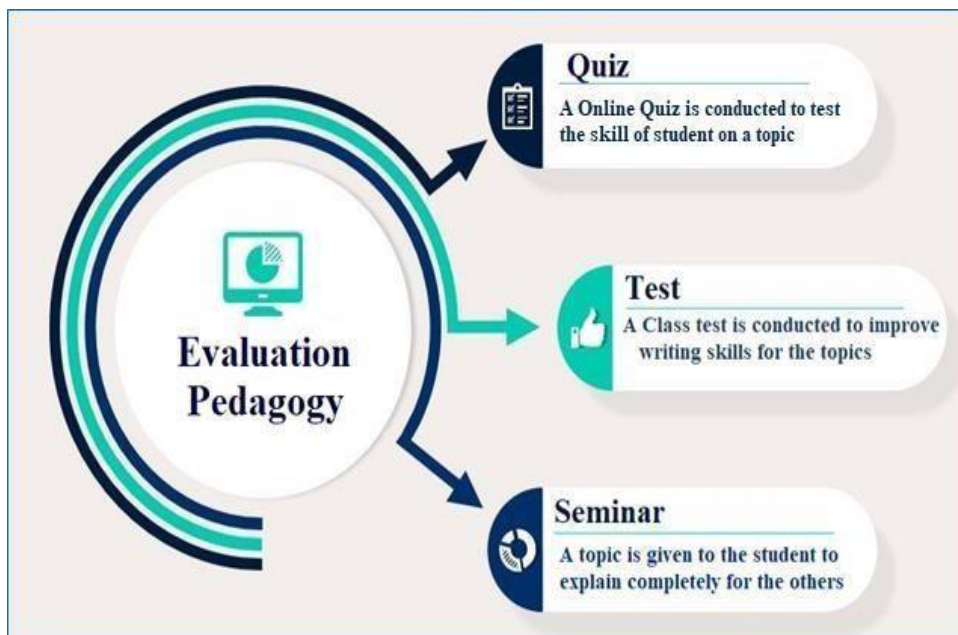 Quiz
A Online Quiz is conducted to test
the skill of student on a topic
Evaluation
Pedagogy
Test
A Class test is conducted to improve
writing skills for the topics
Seminar
A topic is given to the student to
explain completely for the others